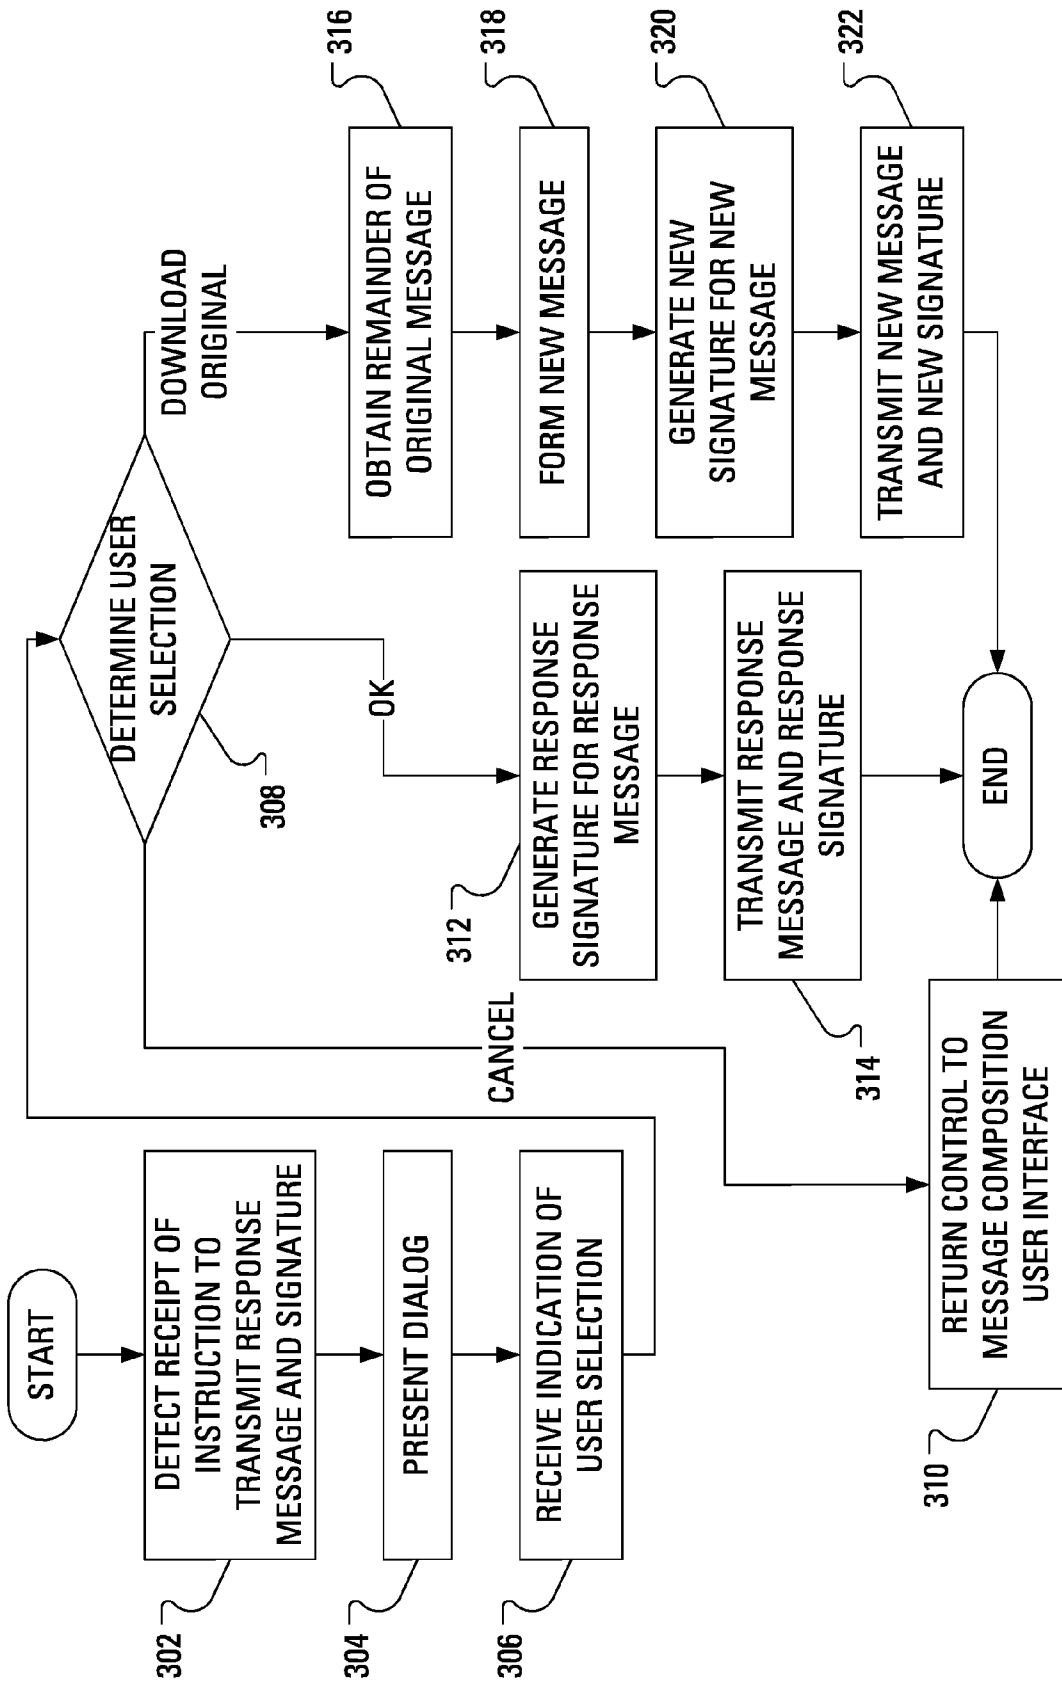 START
DETECT RECEIPT OF
INSTRUCTION TO
TRANSMIT RESPONSE
MESSAGE AND SIGNATURE
302
PRESENT DIALOG
304
RECEIVE INDICATION OF
USER SELECTION
306
DETERMINE USER
SELECTION
308
CANCEL
RETURN CONTROL TO
MESSAGE COMPOSITION
USER INTERFACE
310
OK
GENERATE RESPONSE
SIGNATURE FOR RESPONSE
MESSAGE
312
TRANSMIT RESPONSE
MESSAGE AND RESPONSE
SIGNATURE
314
DOWNLOAD
ORIGINAL
OBTAIN REMAINDER OF
ORIGINAL MESSAGE
316
FORM NEW MESSAGE
318
GENERATE NEW
SIGNATURE FOR NEW
MESSAGE
320
TRANSMIT NEW MESSAGE
AND NEW SIGNATURE
322
END